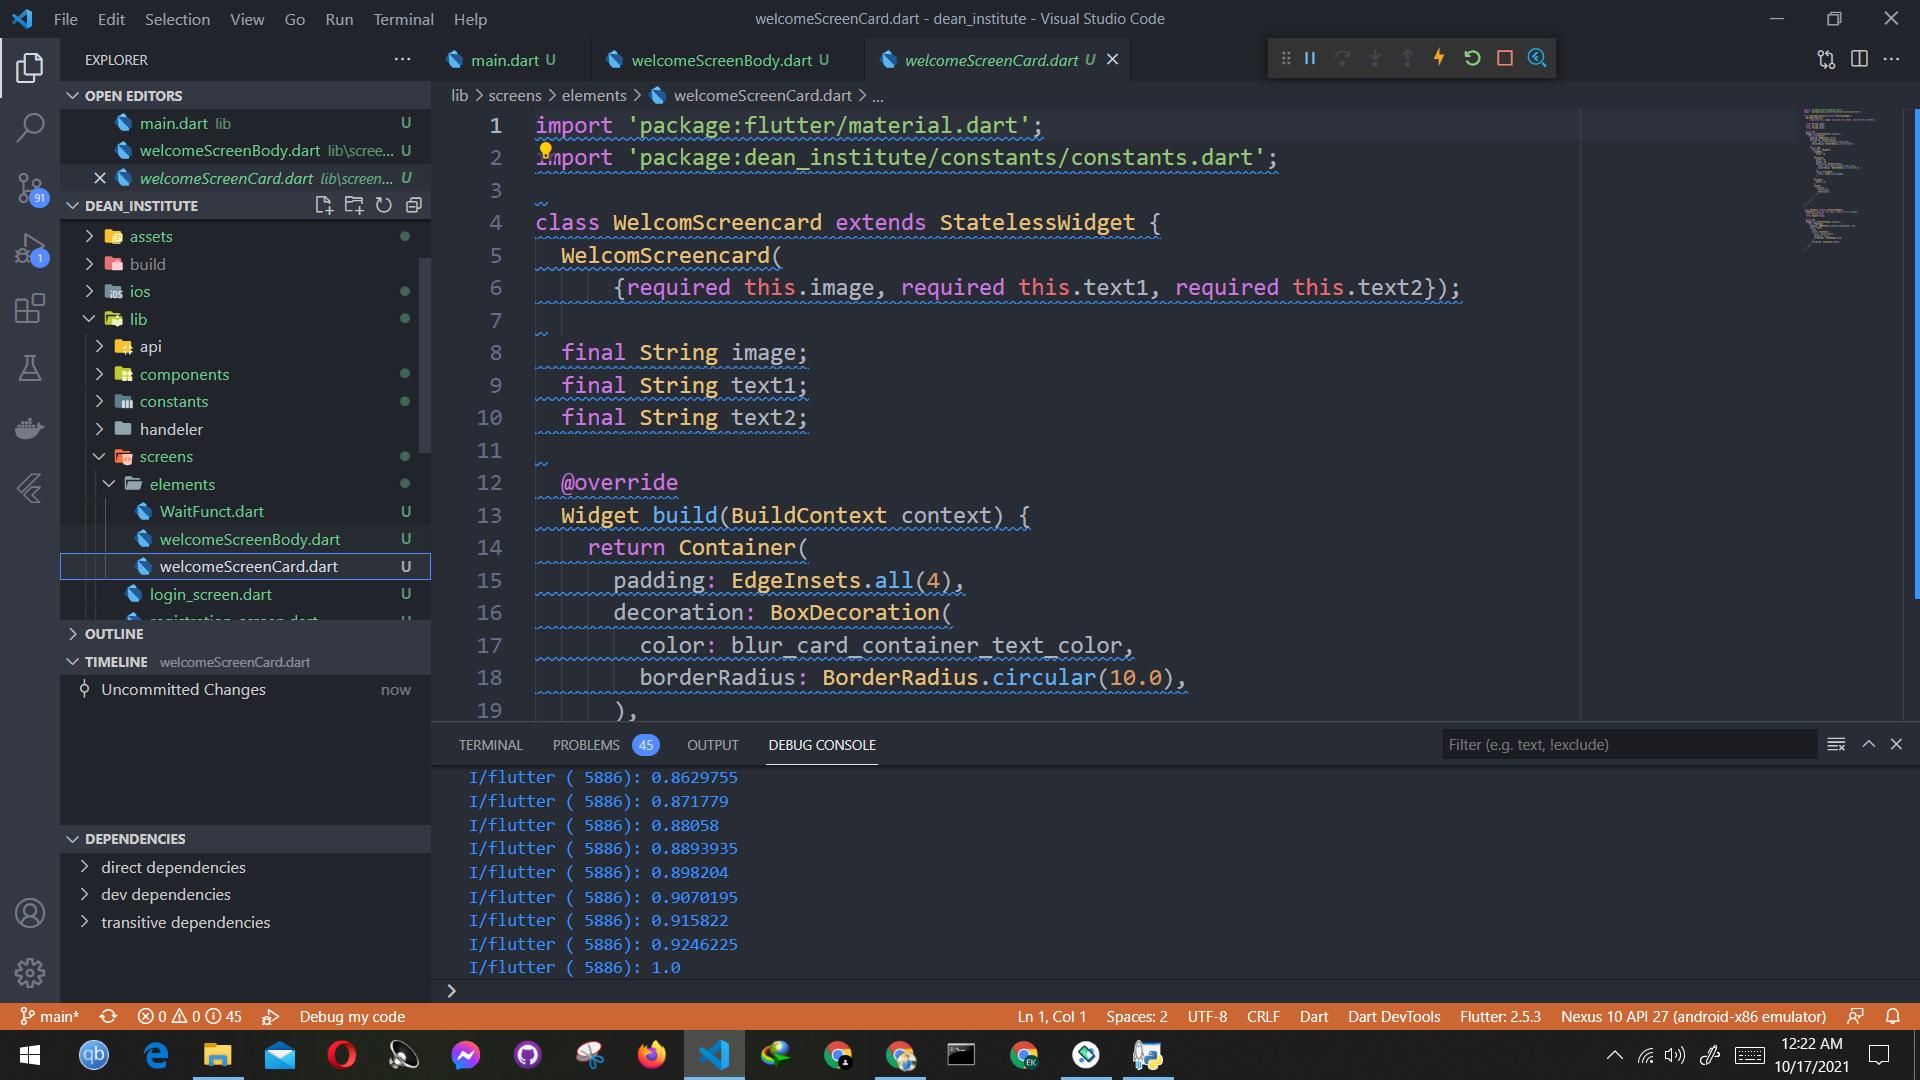 File Edit Selection View Go Run Terminal Help
welcomeScreenCard.dart - dean_institute - Visual Studio Code
EXPLORER
OPEN EDITORS
main.dart lib U
welcomeScreenBody.dart lib\scree... U
welcomeScreenCard.dart lib\screen... U
DEAN_INSTITUTE
assets
build
ios
lib
api
components
constants
handeler
screens
elements
WaitFunct.dart U
welcomeScreenBody.dart U
welcomeScreenCard.dart U
login_screen.dart U
OUTLINE
TIMELINE welcomeScreenCard.dart
Uncommitted Changes now
DEPENDENCIES
direct dependencies
dev dependencies
transitive dependencies
91
1
main.dart U welcomeScreenBody.dart U welcomeScreenCard.dart U
lib > screens > elements > welcomeScreenCard.dart > ...
1 import 'package:flutter/material.dart';
2 import 'package:dean_institute/constants/constants.dart';
3
4 class WelcomScreencard extends StatelessWidget {
5 WelcomScreencard(
6 {required this.image, required this.text1, required this.text2});
7
8 final String image;
9 final String text1;
10 final String text2;
11
12 @override
13 Widget build(BuildContext context) {
14 return Container(
15 padding: EdgeInsets.all(4),
16 decoration: BoxDecoration(
17 color: blur_card_container_text_color,
18 borderRadius: BorderRadius.circular(10.0),
19 ),
TERMINAL PROBLEMS 45 OUTPUT DEBUG CONSOLE Filter (e.g. text, !exclude)
I/flutter ( 5886): 0.8629755
I/flutter ( 5886): 0.871779
I/flutter ( 5886): 0.88058
I/flutter ( 5886): 0.8893935
I/flutter ( 5886): 0.898204
I/flutter ( 5886): 0.9070195
I/flutter ( 5886): 0.915822
I/flutter ( 5886): 0.9246225
I/flutter ( 5886): 1.0
>
main* 0 0 45 Debug my code Ln 1, Col 1 Spaces: 2 UTF-8 CRLF Dart Dart DevTools Flutter: 2.5.3 Nexus 10 API 27 (android-x86 emulator)
qb
EK
12:22 AM
10/17/2021